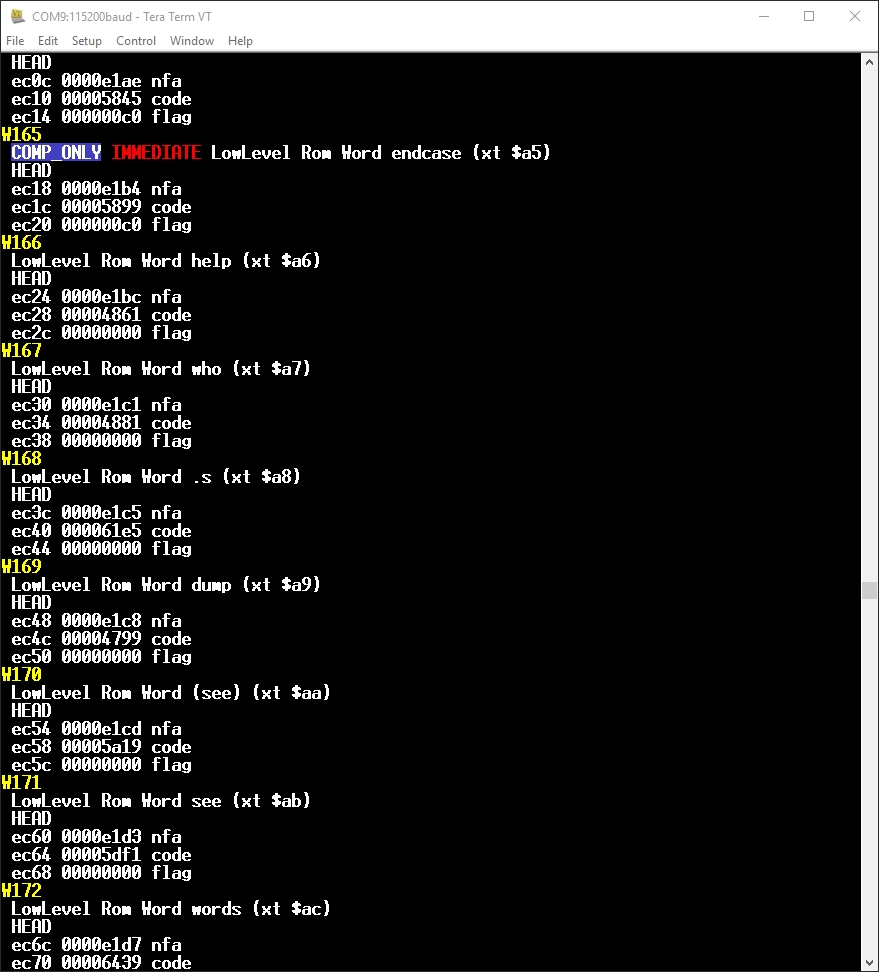 COM9:115200baud - Tera Term VT
File Edit Setup Control Window Help
HEAD
ec0c 0000e1ae nfa
ec10 00005845 code
ec14 000000c0 flag
W165
COMP_ONLY IMMEDIATE LowLevel Rom Word endcase (xt $a5)
HEAD
ec18 0000e1b4 nfa
ec1c 00005899 code
ec20 000000c0 flag
W166
LowLevel Rom Word help (xt $a6)
HEAD
ec24 0000e1bc nfa
ec28 00004861 code
ec2c 00000000 flag
W167
LowLevel Rom Word who (xt $a7)
HEAD
ec30 0000e1c1 nfa
ec34 00004881 code
ec38 00000000 flag
W168
LowLevel Rom Word .s (xt $a8)
HEAD
ec3c 0000e1c5 nfa
ec40 000061e5 code
ec44 00000000 flag
W169
LowLevel Rom Word dump (xt $a9)
HEAD
ec48 0000e1c8 nfa
ec4c 00004799 code
ec50 00000000 flag
W170
LowLevel Rom Word (see) (xt $aa)
HEAD
ec54 0000e1cd nfa
ec58 00005a19 code
ec5c 00000000 flag
W171
LowLevel Rom Word see (xt $ab)
HEAD
ec60 0000e1d3 nfa
ec64 00005df1 code
ec68 00000000 flag
W172
LowLevel Rom Word words (xt $ac)
HEAD
ec6c 0000e1d7 nfa
ec70 00006439 code